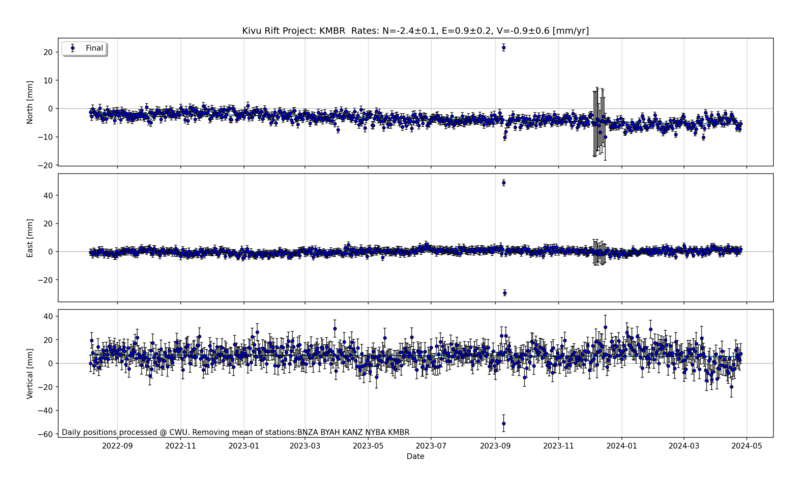 Kivu Rift Project: KMBR Rates: N=-2.4±0.1, E=0.9±0.2, V=-0.9±0.6 [mm/yr]
Final
North [mm]
20
10
0
−10
−20
East [mm]
40
20
0
−20
Vertical [mm]
40
20
0
−20
−40
−60
Daily positions processed @ CWU. Removing mean of stations:BNZA BYAH KANZ NYBA KMBR
2022-09 2022-11 2023-01 2023-03 2023-05 2023-07 2023-09 2023-11 2024-01 2024-03 2024-05
Date